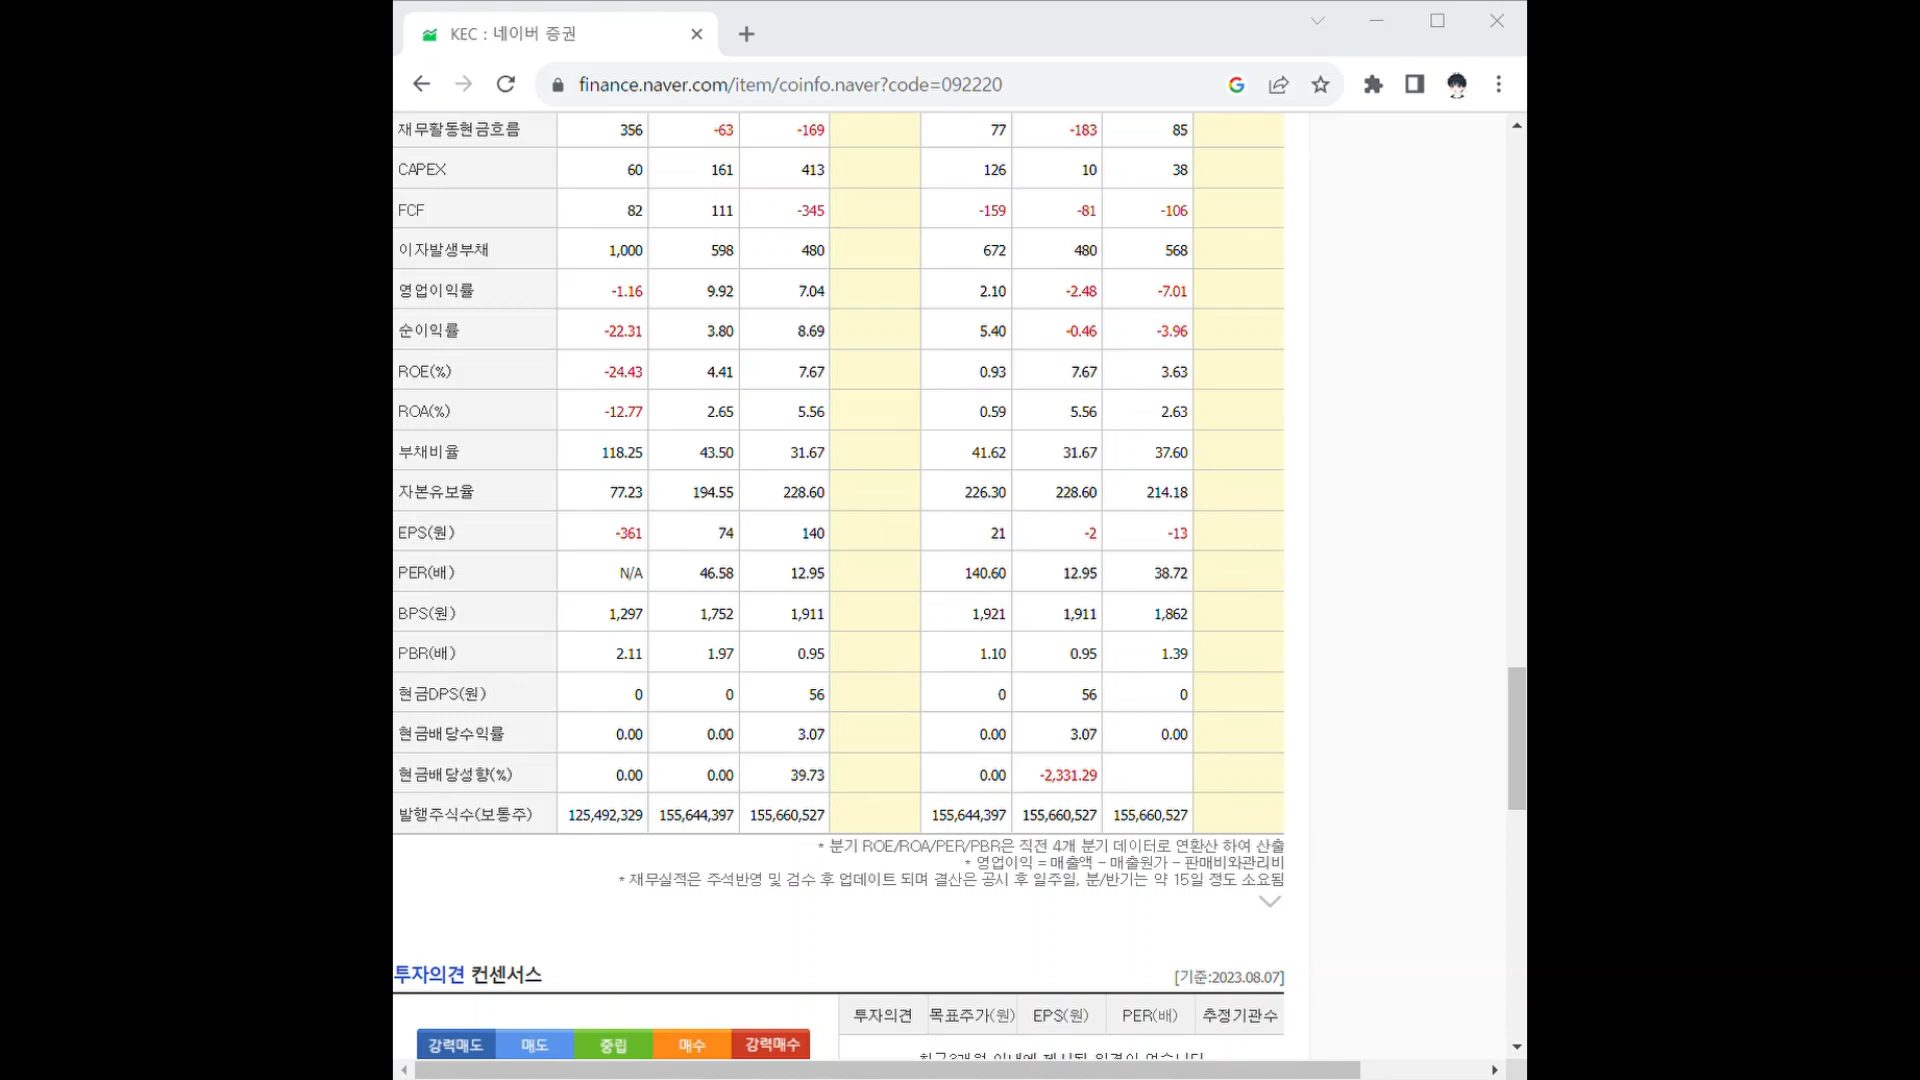 KEC : 네이버 증권
finance.naver.com/item/coinfo.naver?code=092220
재무활동현금흐름 356 -63 -169 77 -183 85
CAPEX 60 161 413 126 10 38
FCF 82 111 -345 -159 -81 -106
이자발생부채 1,000 598 480 672 480 568
영업이익률 -1.16 9.92 7.04 2.10 -2.48 -7.01
순이익률 -22.31 3.80 8.69 5.40 -0.46 -3.96
ROE(%) -24.43 4.41 7.67 0.93 7.67 3.63
ROA(%) -12.77 2.65 5.56 0.59 5.56 2.63
부채비율 118.25 43.50 31.67 41.62 31.67 37.60
자본유보율 77.23 194.55 228.60 226.30 228.60 214.18
EPS(원) -361 74 140 21 -2 -13
PER(배) N/A 46.58 12.95 140.60 12.95 38.72
BPS(원) 1,297 1,752 1,911 1,921 1,911 1,862
PBR(배) 2.11 1.97 0.95 1.10 0.95 1.39
현금DPS(원) 0 0 56 0 56 0
현금배당수익률 0.00 0.00 3.07 0.00 3.07 0.00
현금배당성향(%) 0.00 0.00 39.73 0.00 -2,331.29
발행주식수(보통주) 125,492,329 155,644,397 155,660,527 155,644,397 155,660,527 155,660,527
* 분기 ROE/ROA/PER/PBR은 직전 4개 분기 데이터로 연환산 하여 산출
* 영업이익 = 매출액 - 매출원가 - 판매비와관리비
* 재무실적은 주석반영 및 검수 후 업데이트 되며 결산은 공시 후 일주일, 분/반기는 약 15일 정도 소요됨
투자의견 컨센서스 [기준:2023.08.07]
투자의견 목표주가(원) EPS(원) PER(배) 추정기관수
강력매도 매도 중립 매수 강력매수